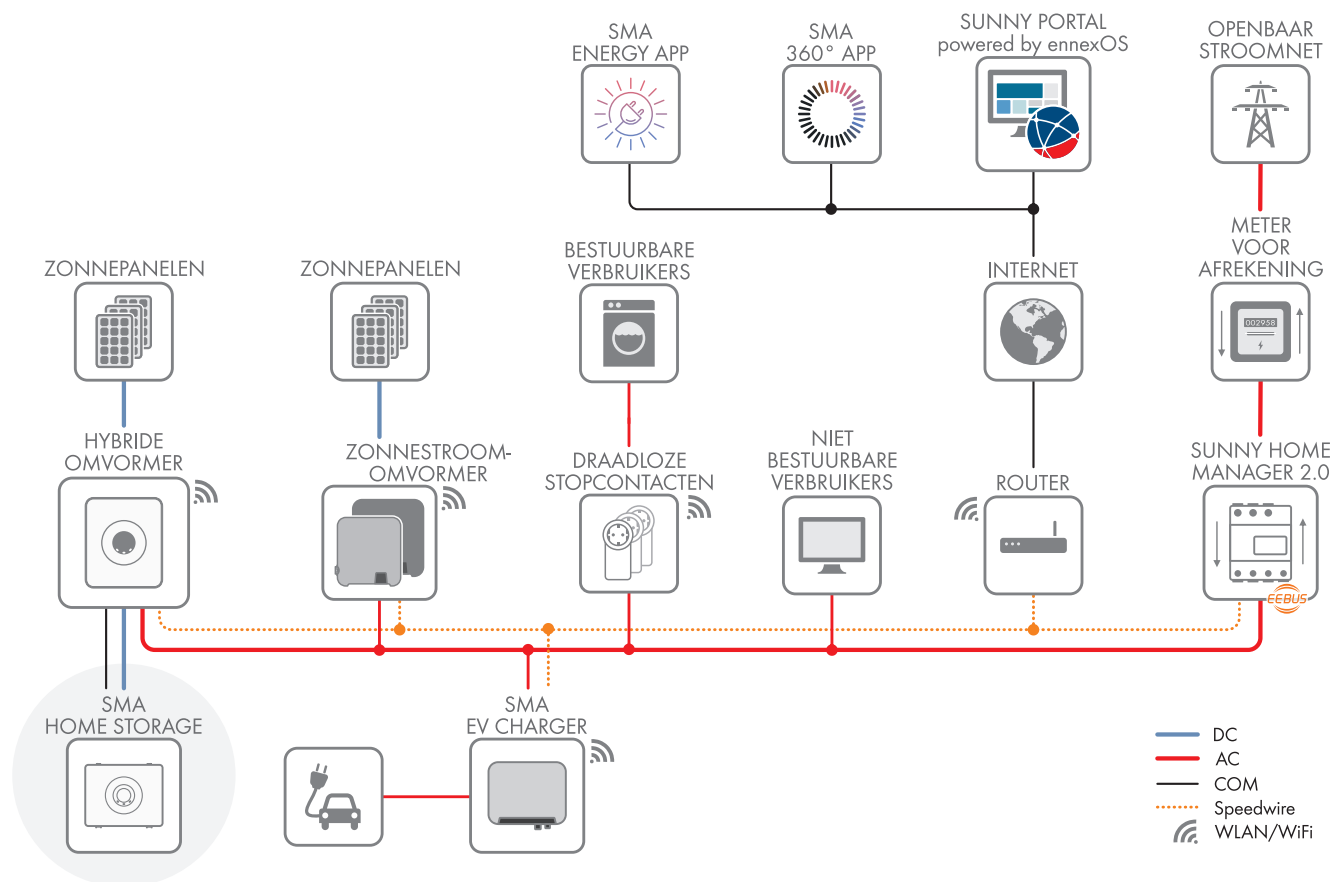 SMA
ENERGY APP
SMA
360° APP
SUNNY PORTAL
powered by ennexOS
OPENBAAR
STROOMNET
METER
VOOR
AFREKENING
ZONNEPANELEN
ZONNEPANELEN
BESTUURBARE
VERBRUIKERS
INTERNET
002958
HYBRIDE
OMVORMER
ZONNESTROOM-
OMVORMER
DRAADLOZE
STOPCONTACTEN
NIET
BESTUURBARE
VERBRUIKERS
ROUTER
SUNNY HOME
MANAGER 2.0
EEBUS
SMA
HOME STORAGE
SMA
EV CHARGER
DC
AC
COM
Speedwire
WLAN/WiFi